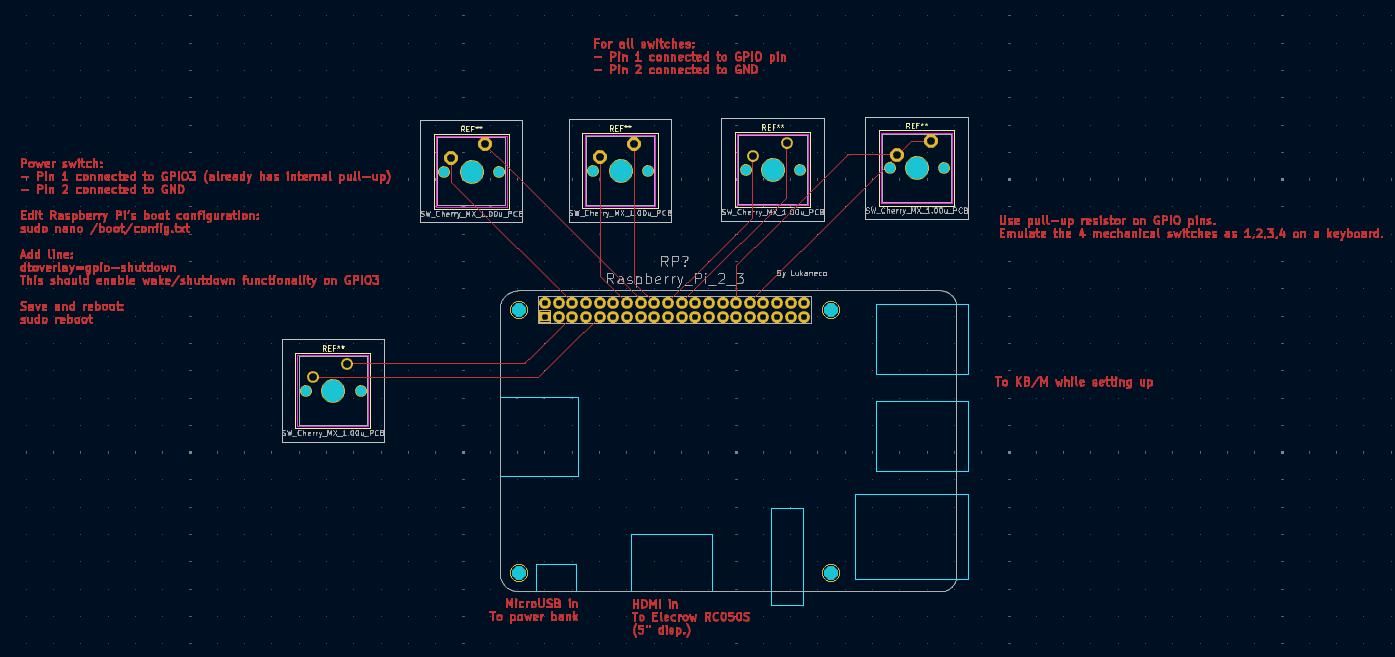 For all switches:
- Pin 1 connected to GPIO pin
- Pin 2 connected to GND
REF**
REF**
REF**
REF**
SW_Cherry_MX_1.00u_PCB
SW_Cherry_MX_1.00u_PCB
SW_Cherry_MX_1.00u_PCB
SW_Cherry_MX_1.00u_PCB
Power switch:
- Pin 1 connected to GPIO3 (already has internal pull-up)
- Pin 2 connected to GND
Edit Raspberry Pi's boot configuration:
sudo nano /boot/config.txt
Add line:
dtoverlay=gpio-shutdown
This should enable wake/shutdown functionality on GPIO3
Save and reboot:
sudo reboot
Use pull-up resistor on GPIO pins.
Emulate the 4 mechanical switches as 1,2,3,4 on a keyboard.
RP?
Raspberry_Pi_2_3
By Lukaneco
REF**
SW_Cherry_MX_1.00u_PCB
To KB/M while setting up
MicroUSB in
To power bank
HDMI in
To Elecrow RC050S
(5" disp.)